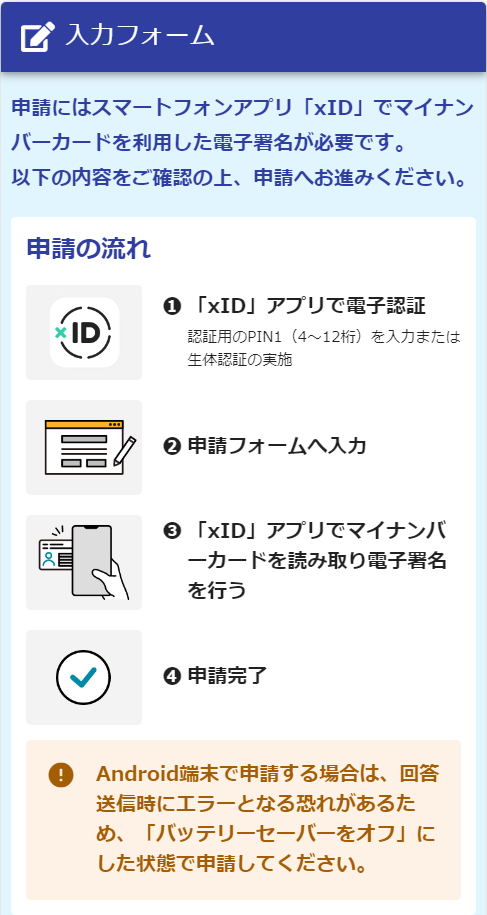 入力フォーム
申請にはスマートフォンアプリ「xID」でマイナン
バーカードを利用した電子署名が必要です。
以下の内容をご確認の上、申請へお進みください。
申請の流れ
xID
❶ 「xID」アプリで電子認証
認証用のPIN1（4～12桁）を入力または
生体認証の実施
❷ 申請フォームへ入力
❸ 「xID」アプリでマイナンバ
ーカードを読み取り電子署名
を行う
❹ 申請完了
Android端末で申請する場合は、回答
送信時にエラーとなる恐れがあるた
め、「バッテリーセーバーをオフ」に
した状態で申請してください。